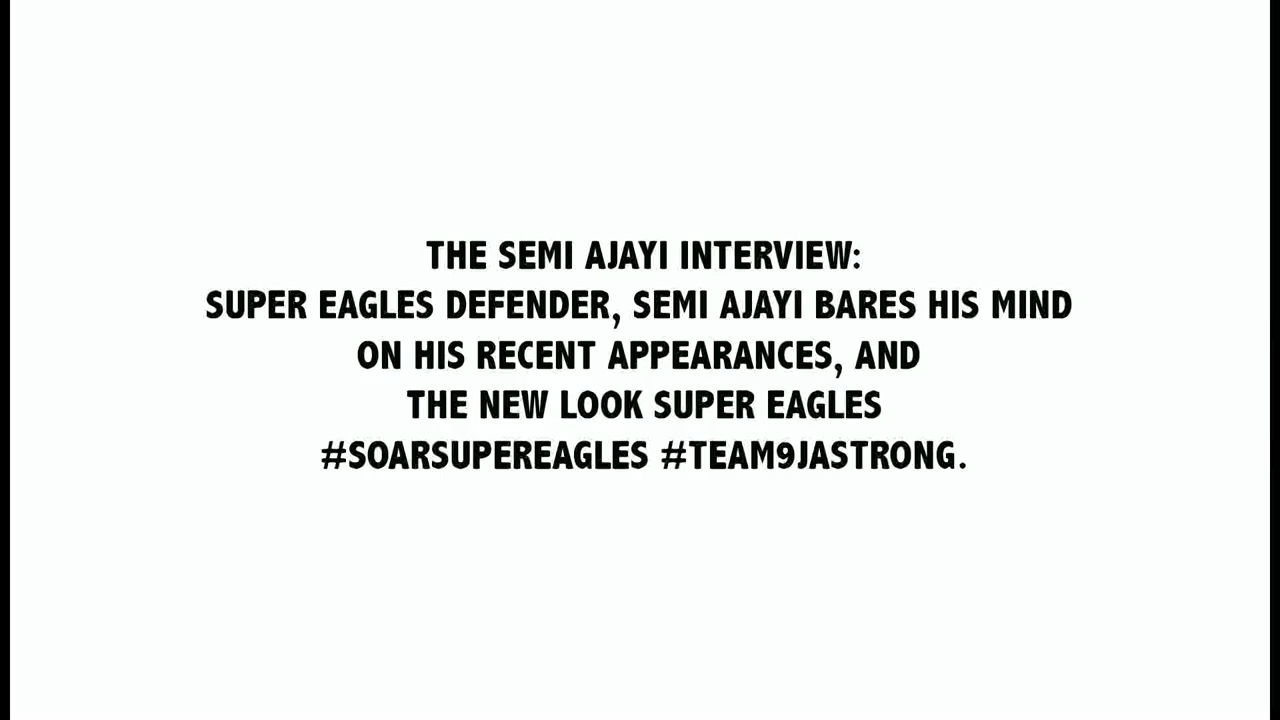 THE SEMI AJAYI INTERVIEW:
SUPER EAGLES DEFENDER, SEMI AJAYI BARES HIS MIND
ON HIS RECENT APPEARANCES, AND
THE NEW LOOK SUPER EAGLES
#SOARSUPEREAGLES #TEAM9JASTRONG.